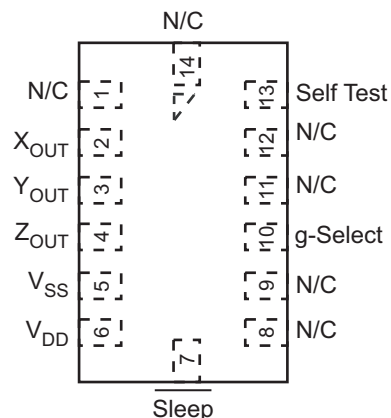 N/C
14
N/C 1 13 Self Test
X_OUT 2 12 N/C
Y_OUT 3 11 N/C
Z_OUT 4 10 g-Select
V_SS 5 9 N/C
V_DD 6 8 N/C
7
Sleep